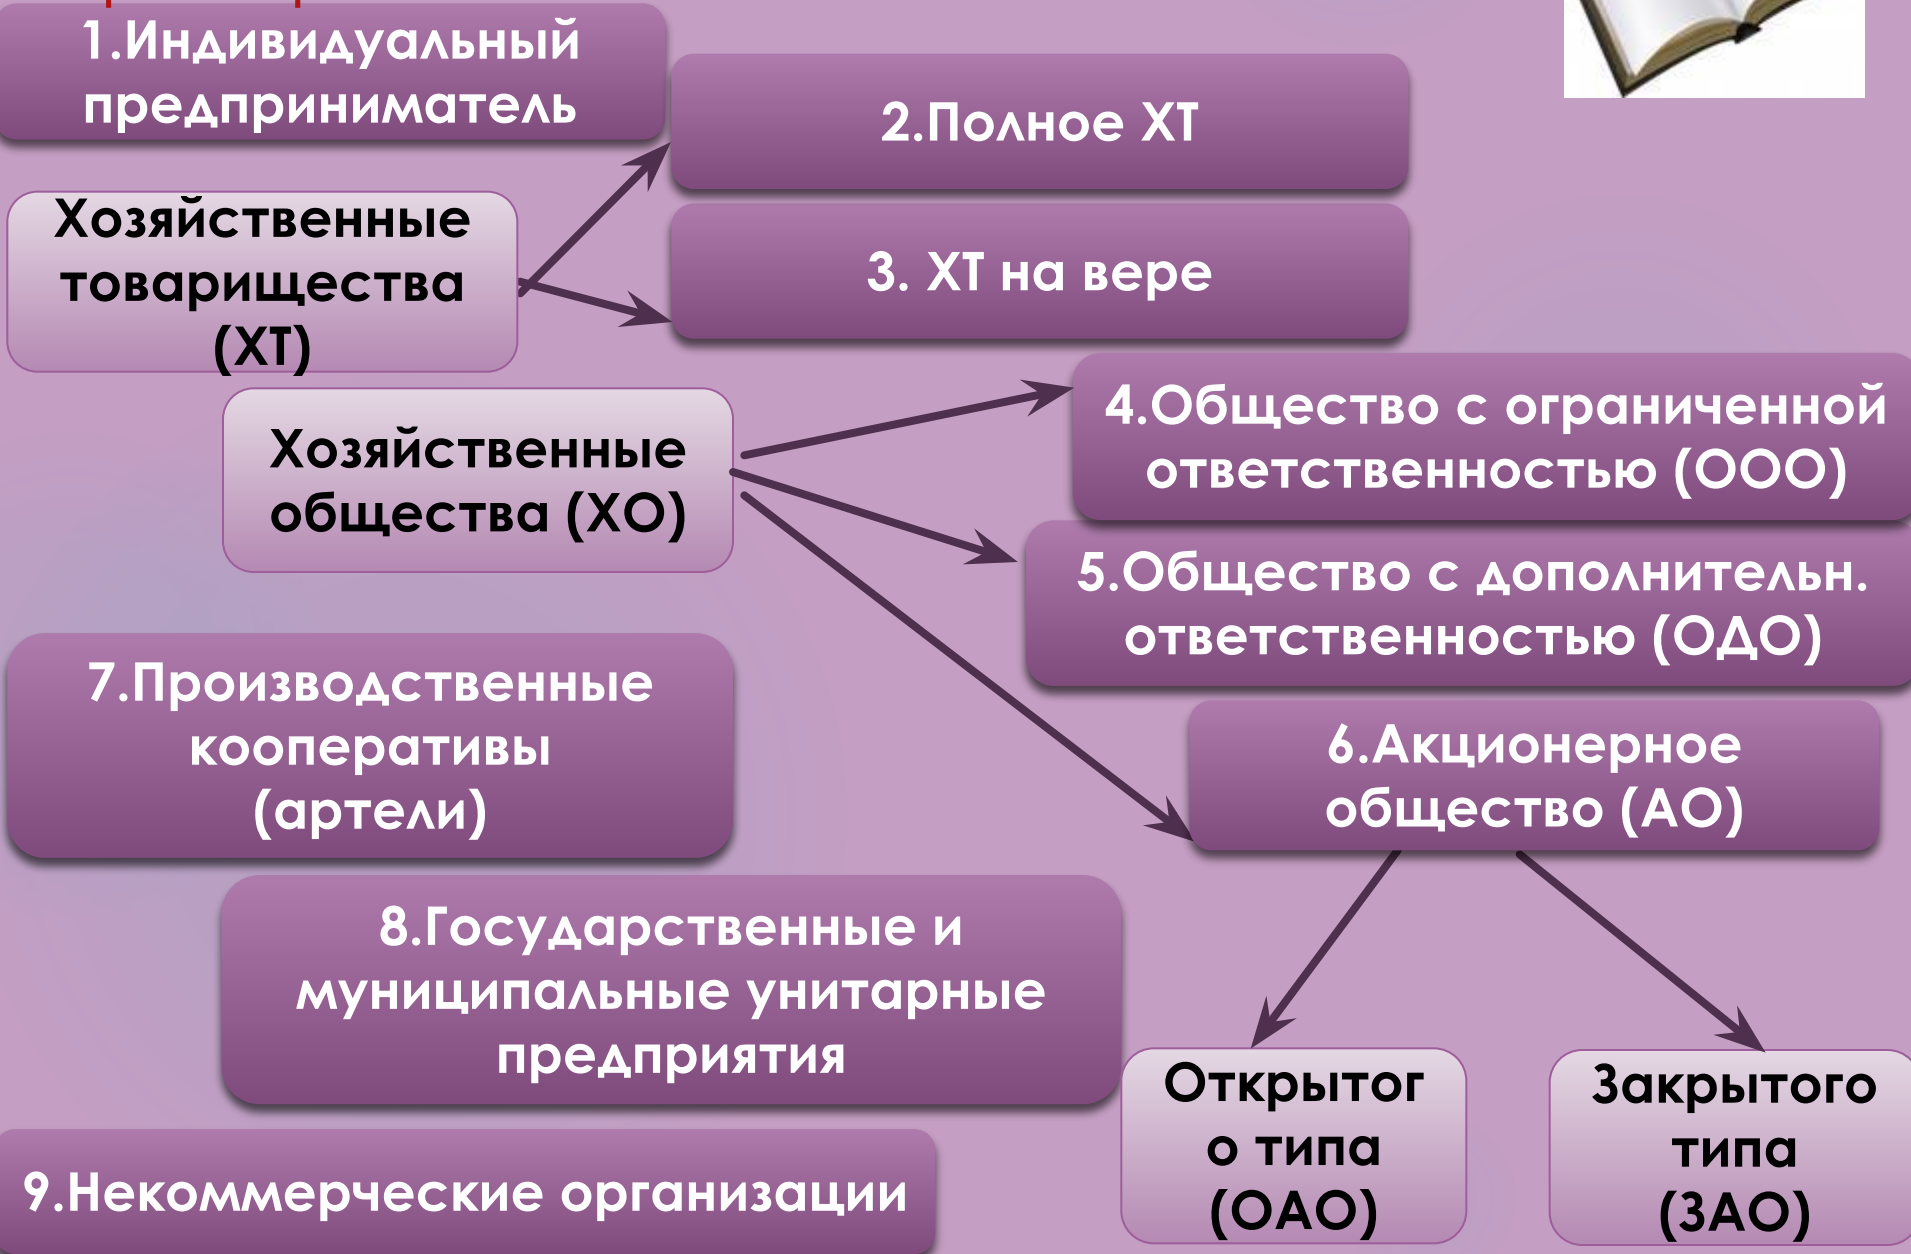 1.Индивидуальный
предприниматель
2.Полное ХТ
Хозяйственные
товарищества
(ХТ)
3. ХТ на вере
4.Общество с ограниченной
ответственностью (ООО)
Хозяйственные
общества (ХО)
5.Общество с дополнительн.
ответственностью (ОДО)
7.Производственные
кооперативы
(артели)
6.Акционерное
общество (АО)
8.Государственные и
муниципальные унитарные
предприятия
Открытог
о типа
(ОАО)
Закрытого
типа
(ЗАО)
9.Некоммерческие организации